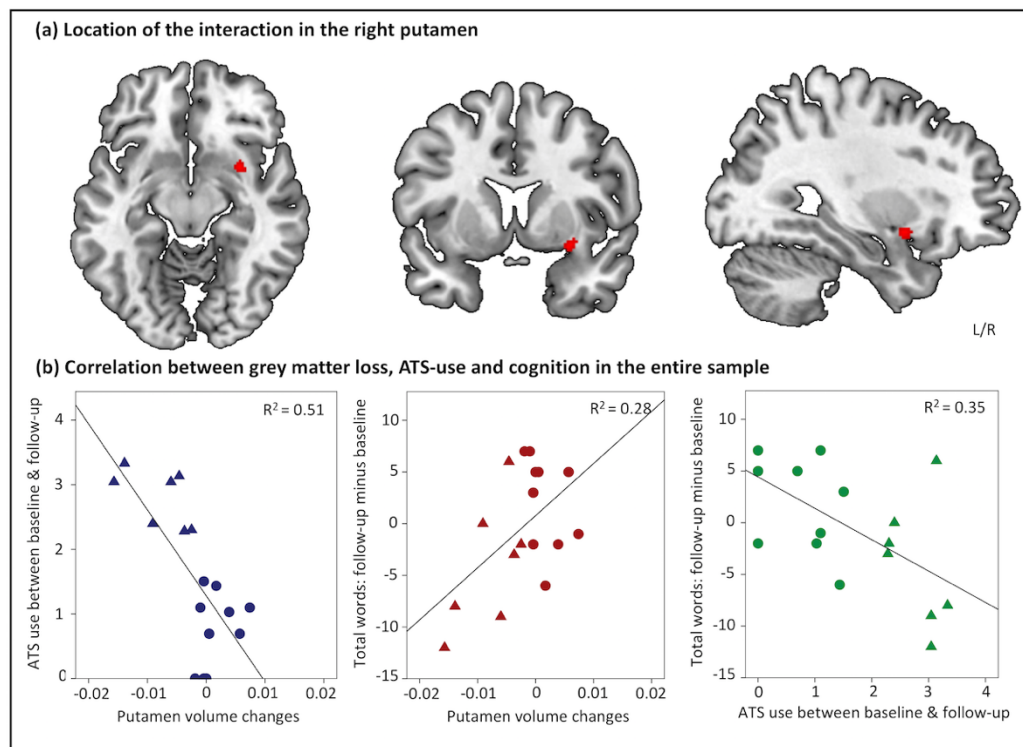 (a) Location of the interaction in the right putamen
L/R
(b) Correlation between grey matter loss, ATS-use and cognition in the entire sample
ATS use between baseline & follow-up
4
3
2
1
0
R² = 0.51
-0.02 -0.01 0 0.01 0.02
Putamen volume changes
Total words: follow-up minus baseline
10
5
0
-5
-10
-15
R² = 0.28
-0.02 -0.01 0 0.01 0.02
Putamen volume changes
Total words: follow-up minus baseline
10
5
0
-5
-10
-15
R² = 0.35
0 1 2 3 4
ATS use between baseline & follow-up